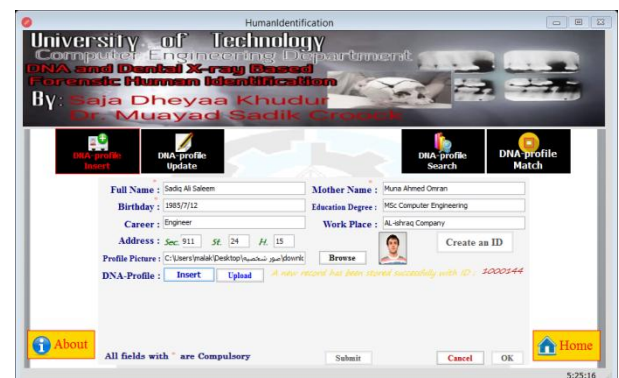 HumanIdentification
University of Technology
Computer Engineering Department
DNA and Dental X-ray Based
Forensic Human Identification
By: Saja Dheyaa Khudur
Dr. Muayad Sadik Croock
DNA-profile Insert
DNA-profile Update
DNA-profile Search
DNA-profile Match
Full Name : Sadiq Ali Saleem Mother Name : Muna Ahmed Omran
Birthday : 1985/7/12 Education Degree : MSc Computer Engineering
Career : Engineer Work Place : AL-ishraq Company
Address : Sec. 911 St. 24 H. 15 Create an ID
Profile Picture : C:\Users\malak\Desktop\صور شخصيه\downlc Browse
DNA-Profile : Insert Upload A new record has been stored successfully with ID : 1000144
About Home
All fields with * are Compulsory Submit Cancel OK
5:25:16